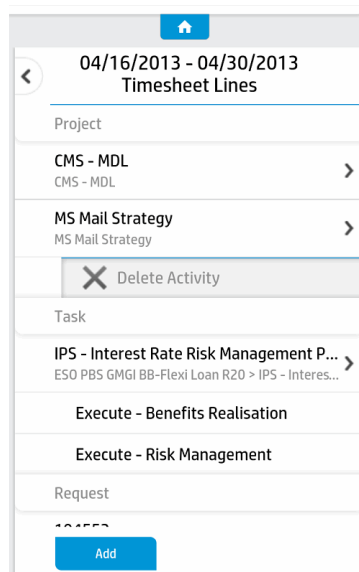 04/16/2013 - 04/30/2013
Timesheet Lines
Project
CMS - MDL
CMS - MDL
MS Mail Strategy
MS Mail Strategy
Delete Activity
Task
IPS - Interest Rate Risk Management P...
ESO PBS GMGI BB-Flexi Loan R20 > IPS - Interes...
Execute - Benefits Realisation
Execute - Risk Management
Request
Add